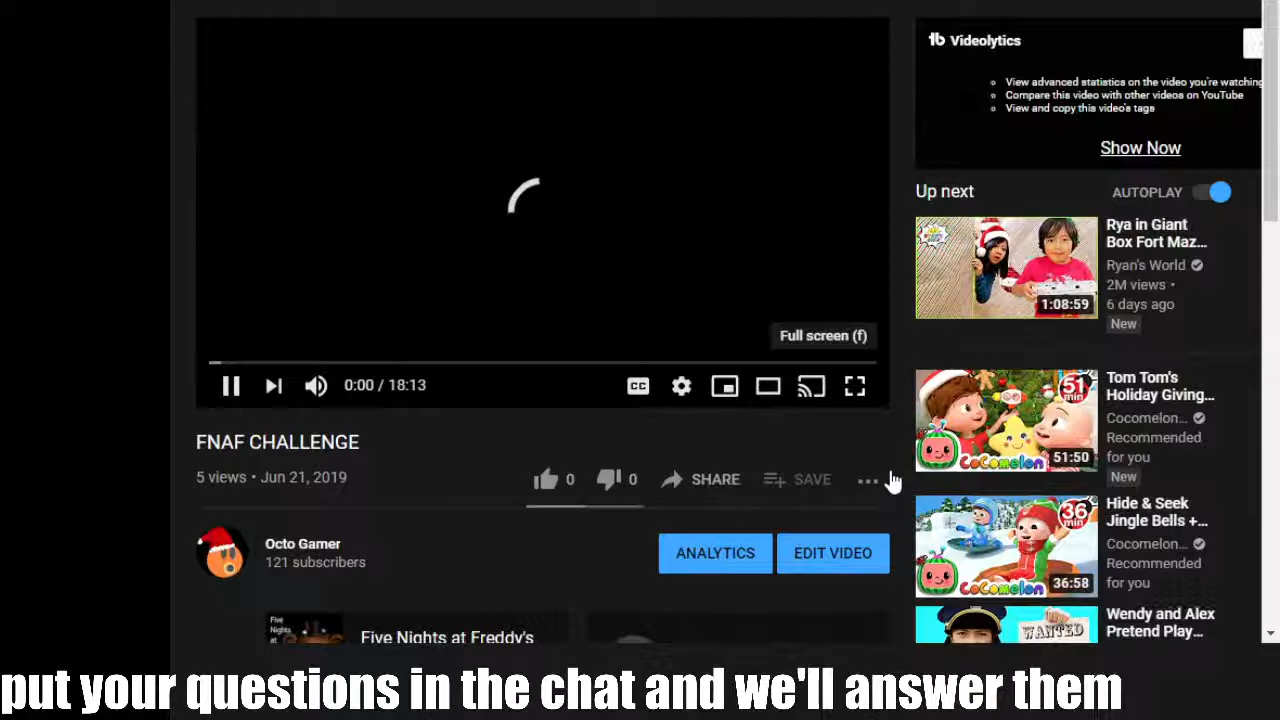 Videolytics
View advanced statistics on the video you're watching
Compare this video with other videos on YouTube
View and copy this video's tags
Show Now
Up next
AUTOPLAY
Rya in Giant
Box Fort Maz...
Ryan's World
2M views •
6 days ago
New
1:08:59
Full screen (f)
0:00 / 18:13
CC
Tom Tom's
Holiday Giving...
Cocomelon...
Recommended
for you
New
51
min
CoComelon
51:50
FNAF CHALLENGE
5 views • Jun 21, 2019
0
0
SHARE
SAVE
...
Hide & Seek
Jingle Bells +...
Cocomelon...
Recommended
for you
36
min
CoComelon
36:58
Octo Gamer
121 subscribers
ANALYTICS
EDIT VIDEO
Wendy and Alex
Pretend Play...
WANTED
Five
Nights
at
Five Nights at Freddy's
put your questions in the chat and we'll answer them